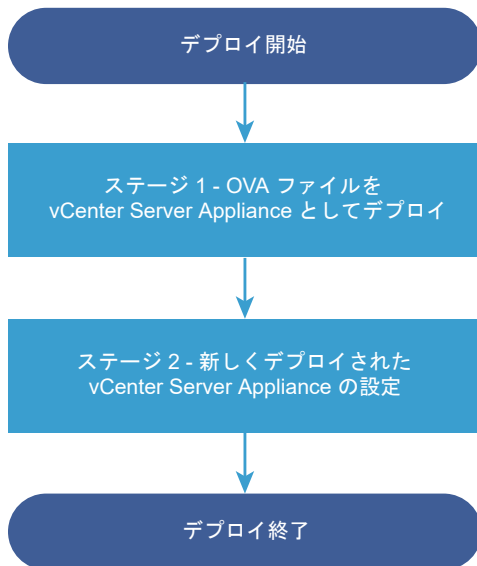 デプロイ開始
ステージ 1 - OVA ファイルを
vCenter Server Appliance としてデプロイ
ステージ 2 - 新しくデプロイされた
vCenter Server Appliance の設定
デプロイ終了